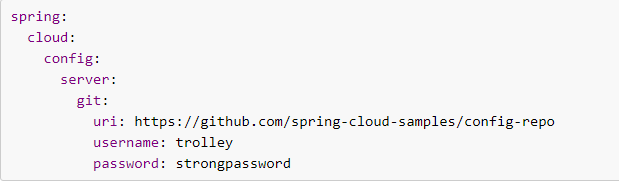 spring:
  cloud:
    config:
      server:
        git:
          uri: https://github.com/spring-cloud-samples/config-repo
          username: trolley
          password: strongpassword